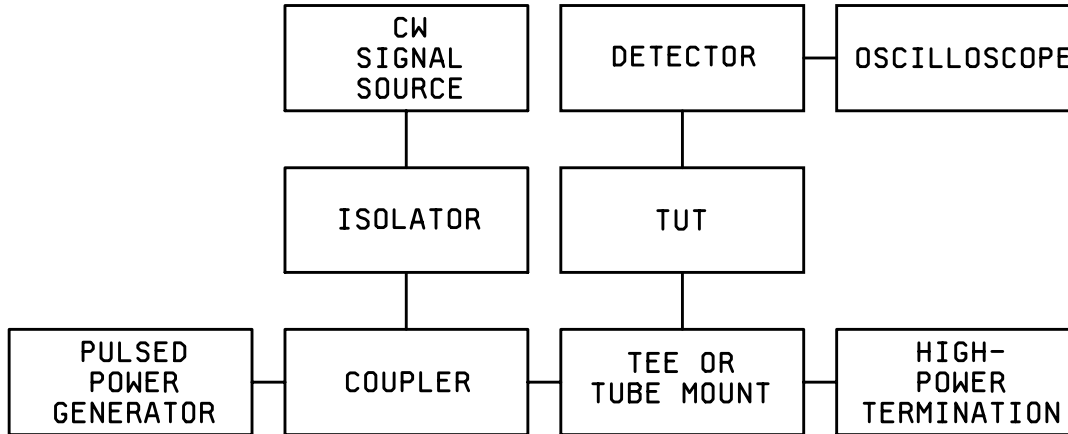 CW
SIGNAL
SOURCE
DETECTOR
OSCILLOSCOPE
ISOLATOR
TUT
PULSED
POWER
GENERATOR
COUPLER
TEE OR
TUBE MOUNT
HIGH-
POWER
TERMINATION